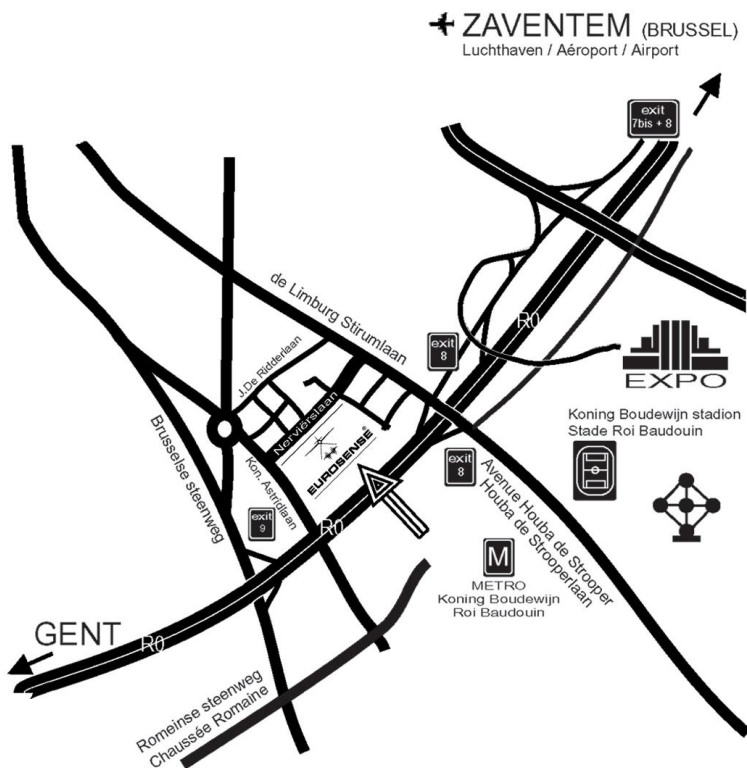 ZAVENTEM (BRUSSEL)
Luchthaven / Aéroport / Airport
exit
7bis + 8
de Limburg Stirumlaan
R0
exit
8
J.De Ridderlaan
EXPO
Nerviërslaan
Koning Boudewijn stadion
Stade Roi Baudouin
EUROSENSE ®
Brusselse steenweg
Kon. Astridlaan
exit
8
Avenue Houba de Strooper
Houba de Strooperlaan
exit
9
R0
M
METRO
Koning Boudewijn
Roi Baudouin
GENT
R0
Romeinse steenweg
Chaussée Romaine